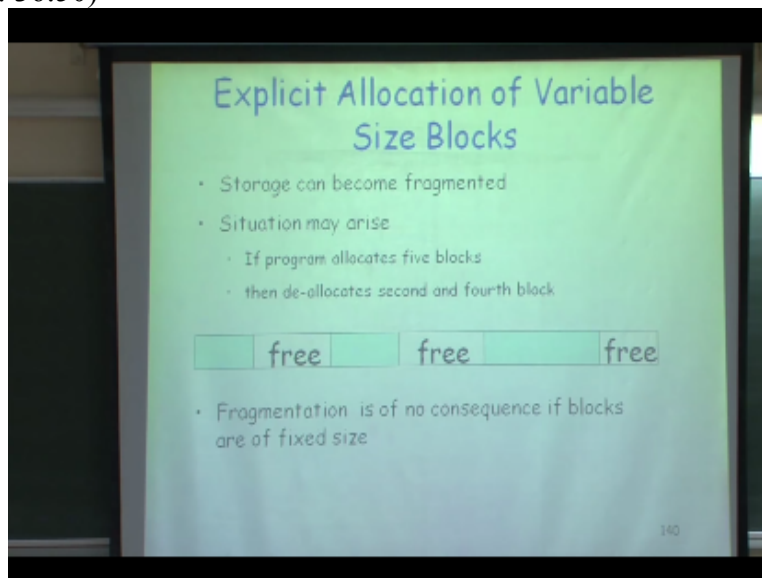 36:50)
Explicit Allocation of Variable
Size Blocks
• Storage can become fragmented
• Situation may arise
• If program allocates five blocks
• then de-allocates second and fourth block
free free free
• Fragmentation is of no consequence if blocks
are of fixed size
140